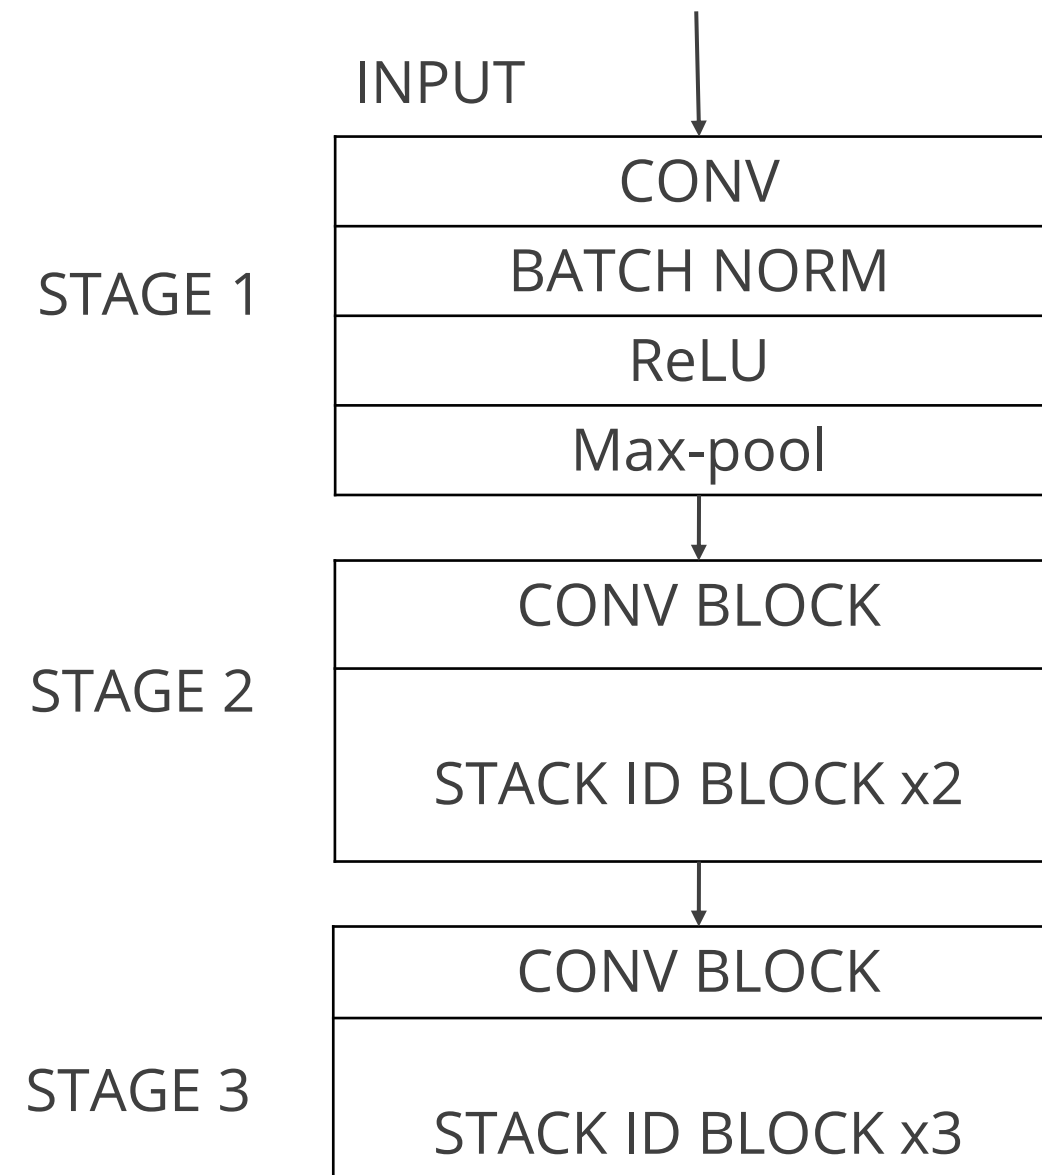 INPUT
CONV
BATCH NORM
STAGE 1
ReLU
Max-pool
CONV BLOCK
STAGE 2
STACK ID BLOCK x2
CONV BLOCK
STAGE 3
STACK ID BLOCK x3